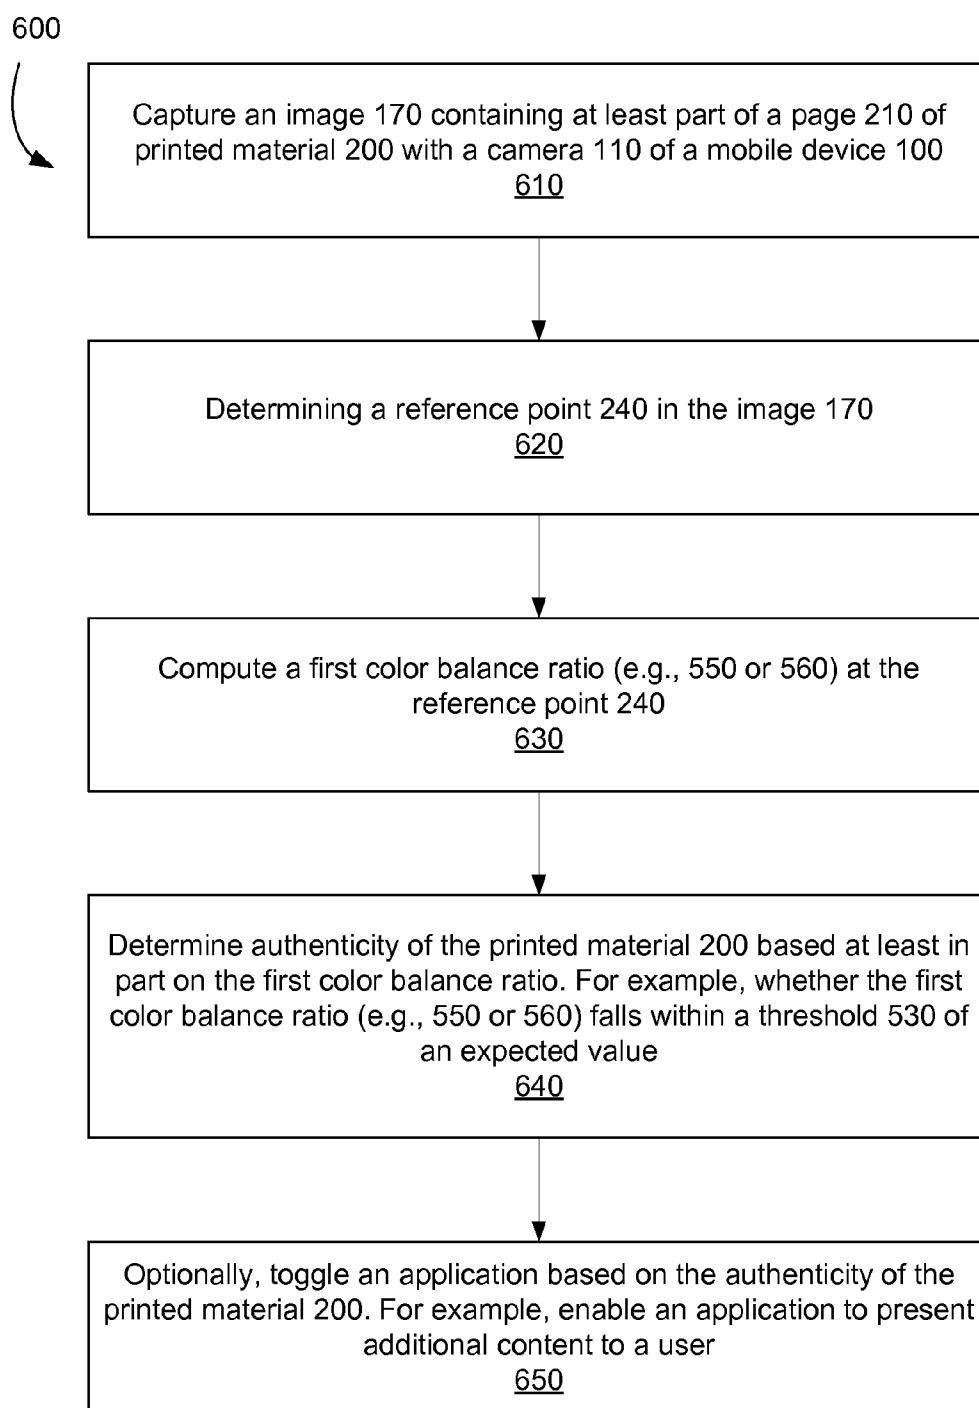 600
Capture an image 170 containing at least part of a page 210 of
printed material 200 with a camera 110 of a mobile device 100
610
Determining a reference point 240 in the image 170
620
Compute a first color balance ratio (e.g., 550 or 560) at the
reference point 240
630
Determine authenticity of the printed material 200 based at least in
part on the first color balance ratio. For example, whether the first
color balance ratio (e.g., 550 or 560) falls within a threshold 530 of
an expected value
640
Optionally, toggle an application based on the authenticity of the
printed material 200. For example, enable an application to present
additional content to a user
650